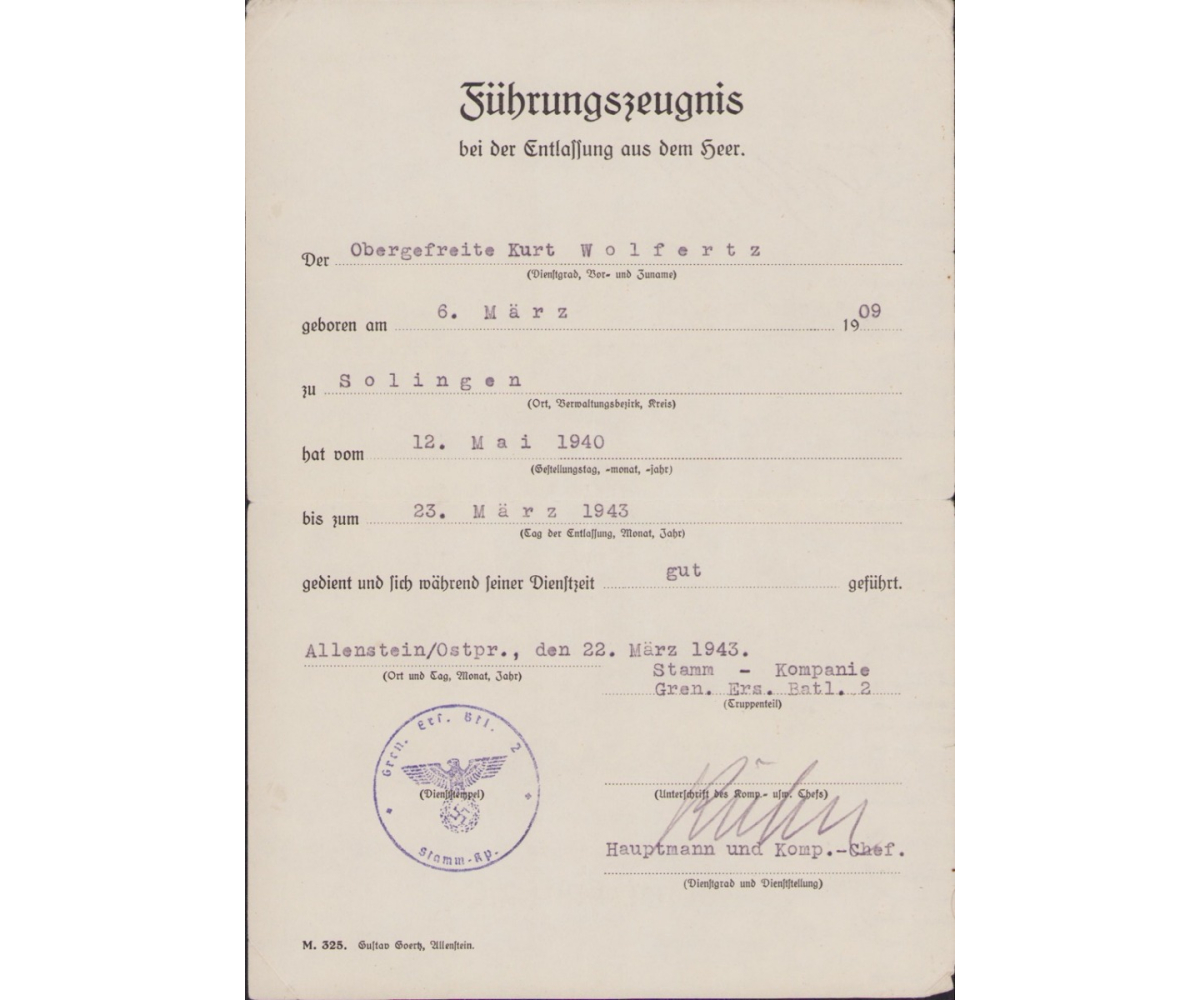 Führungszeugnis
bei der Entlassung aus dem Heer.
Der Obergefreite Kurt Wolfertz
(Dienstgrad, Vor- und Zuname)
geboren am 6. März 1909
zu Solingen
(Ort, Verwaltungsbezirk, Kreis)
hat vom 12. Mai 1940
(Gestellungstag, -monat, -jahr)
bis zum 23. März 1943
(Tag der Entlassung, Monat, Jahr)
gedient und sich während seiner Dienstzeit gut geführt.
Allenstein/Ostpr., den 22. März 1943.
(Ort und Tag, Monat, Jahr)
Stamm - Kompanie
Gren. Ers. Batl. 2
(Truppenteil)
Gren. Ers. Btl. 2
(Dienststempel)
Stamm-Kp.
(Unterschrift des Komp.- usw. Chefs)
Hauptmann und Komp.-Chef.
(Dienstgrad und Dienststellung)
M. 325. Gustav Goertz, Allenstein.